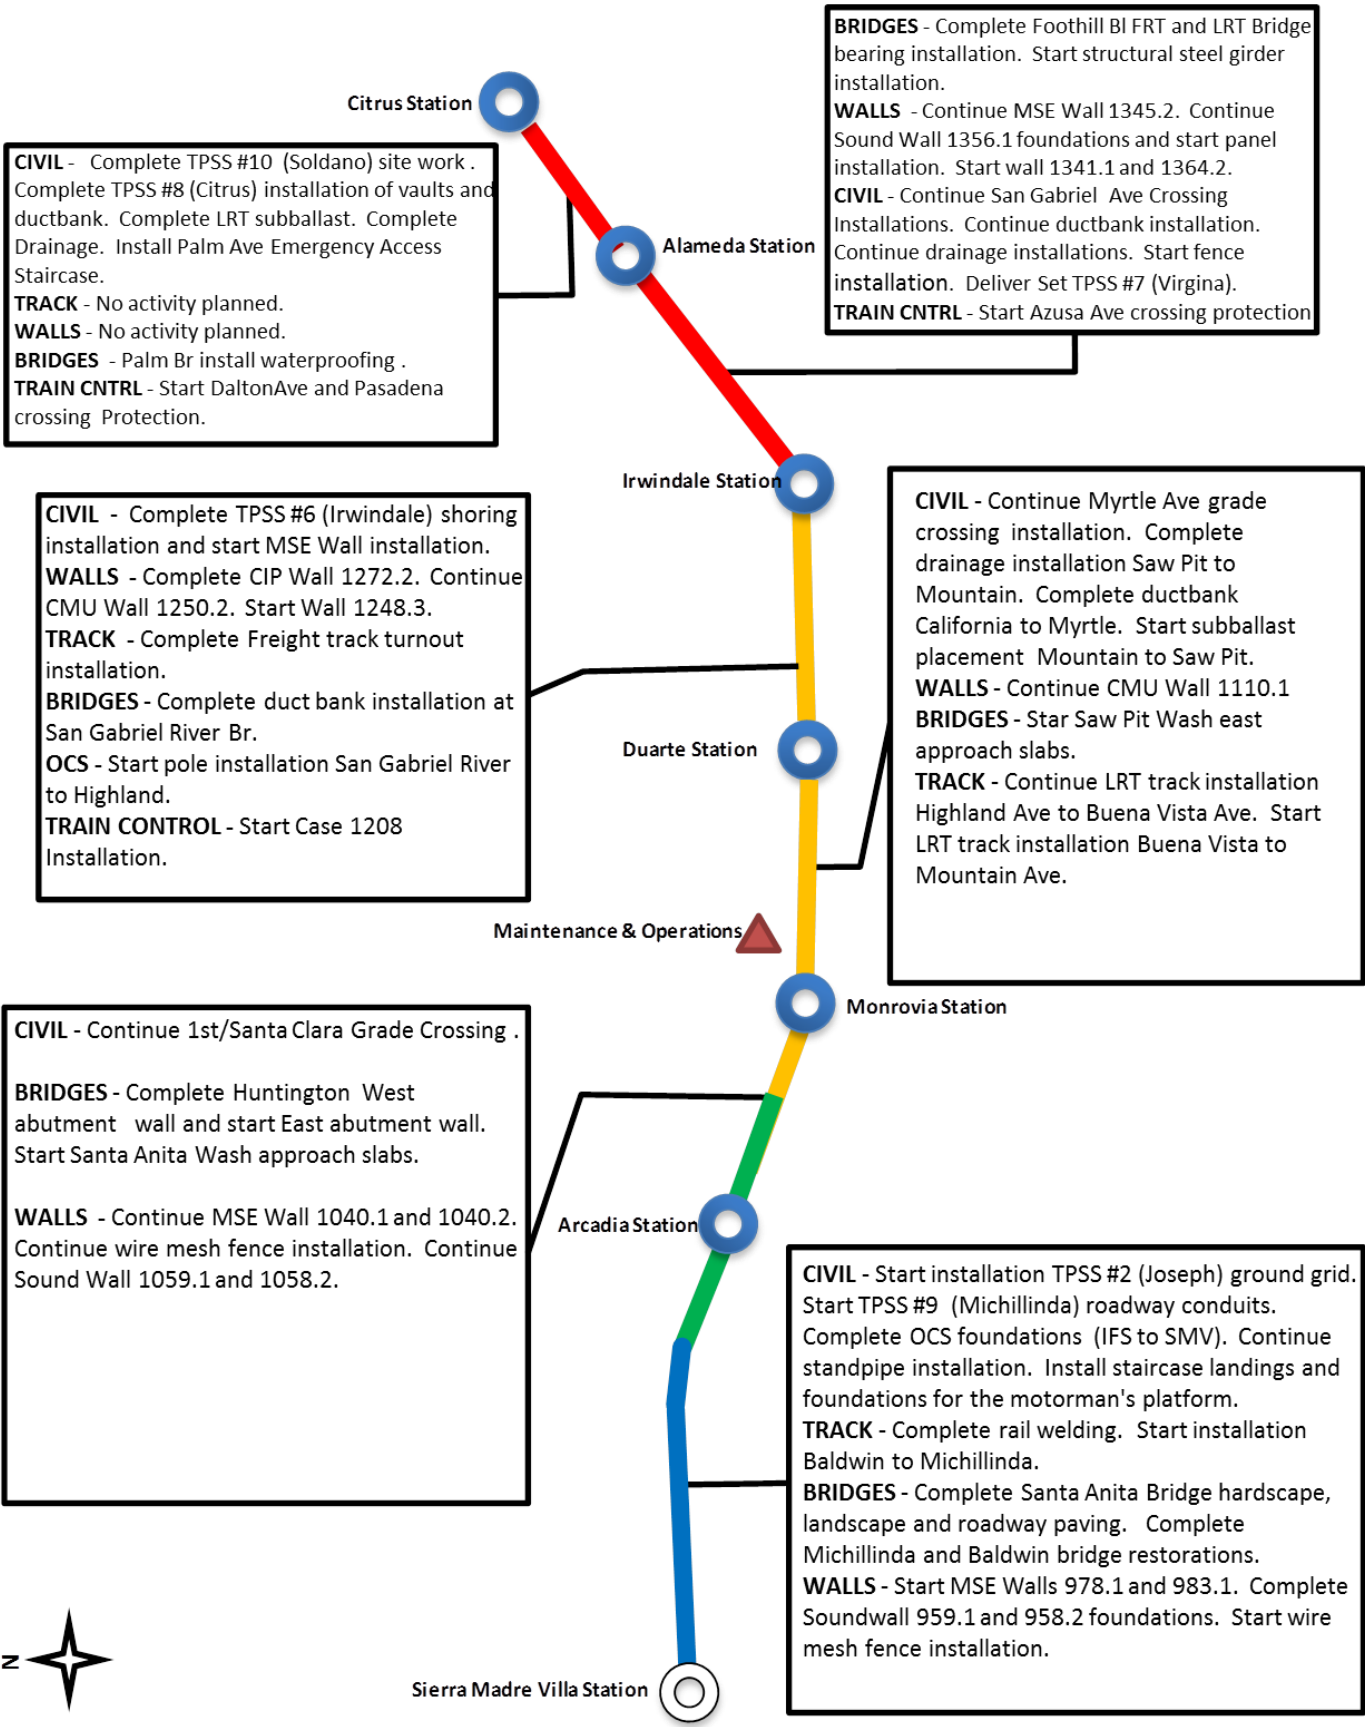 BRIDGES - Complete Foothill Bl FRT and LRT Bridge
bearing installation. Start structural steel girder
installation.
WALLS - Continue MSE Wall 1345.2. Continue
Sound Wall 1356.1 foundations and start panel
installation. Start wall 1341.1 and 1364.2.
CIVIL - Continue San Gabriel Ave Crossing
Installations. Continue ductbank installation.
Continue drainage installations. Start fence
installation. Deliver Set TPSS #7 (Virgina).
TRAIN CNTRL - Start Azusa Ave crossing protection
Citrus Station
CIVIL - Complete TPSS #10 (Soldano) site work .
Complete TPSS #8 (Citrus) installation of vaults and
ductbank. Complete LRT subballast. Complete
Drainage. Install Palm Ave Emergency Access
Staircase.
TRACK - No activity planned.
WALLS - No activity planned.
BRIDGES - Palm Br install waterproofing .
TRAIN CNTRL - Start DaltonAve and Pasadena
crossing Protection.
Alameda Station
Irwindale Station
CIVIL - Complete TPSS #6 (Irwindale) shoring
installation and start MSE Wall installation.
WALLS - Complete CIP Wall 1272.2. Continue
CMU Wall 1250.2. Start Wall 1248.3.
TRACK - Complete Freight track turnout
installation.
BRIDGES - Complete duct bank installation at
San Gabriel River Br.
OCS - Start pole installation San Gabriel River
to Highland.
TRAIN CONTROL - Start Case 1208
Installation.
CIVIL - Continue Myrtle Ave grade
crossing installation. Complete
drainage installation Saw Pit to
Mountain. Complete ductbank
California to Myrtle. Start subballast
placement Mountain to Saw Pit.
WALLS - Continue CMU Wall 1110.1
BRIDGES - Star Saw Pit Wash east
approach slabs.
TRACK - Continue LRT track installation
Highland Ave to Buena Vista Ave. Start
LRT track installation Buena Vista to
Mountain Ave.
Duarte Station
Maintenance & Operations
Monrovia Station
CIVIL - Continue 1st/Santa Clara Grade Crossing .
BRIDGES - Complete Huntington West
abutment wall and start East abutment wall.
Start Santa Anita Wash approach slabs.
WALLS - Continue MSE Wall 1040.1 and 1040.2.
Continue wire mesh fence installation. Continue
Sound Wall 1059.1 and 1058.2.
Arcadia Station
CIVIL - Start installation TPSS #2 (Joseph) ground grid.
Start TPSS #9 (Michillinda) roadway conduits.
Complete OCS foundations (IFS to SMV). Continue
standpipe installation. Install staircase landings and
foundations for the motorman's platform.
TRACK - Complete rail welding. Start installation
Baldwin to Michillinda.
BRIDGES - Complete Santa Anita Bridge hardscape,
landscape and roadway paving. Complete
Michillinda and Baldwin bridge restorations.
WALLS - Start MSE Walls 978.1 and 983.1. Complete
Soundwall 959.1 and 958.2 foundations. Start wire
mesh fence installation.
N
Sierra Madre Villa Station